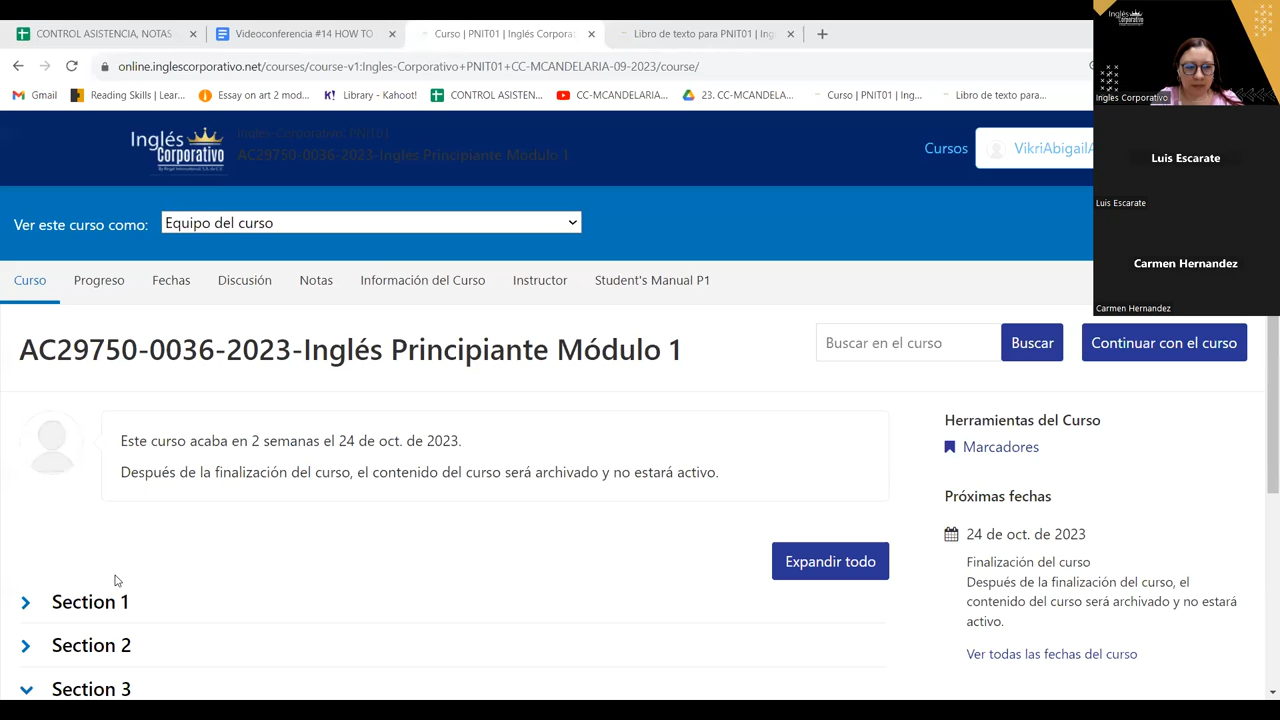 CONTROL ASISTENCIA, NOTAS
Videoconferencia #14 HOW TO
Curso | PNIT01 | Inglés Corpora
Libro de texto para PNIT01 | Ing
online.inglescorporativo.net/courses/course-v1:Ingles-Corporativo+PNIT01+CC-MCANDELARIA-09-2023/course/
Gmail
Reading Skills | Lear...
Essay on art 2 mod...
Library - Kahoot!
CONTROL ASISTEN...
CC-MCANDELARIA...
23. CC-MCANDELA...
Curso | PNIT01 | Ing...
Libro de texto para...
Inglés
Corporativo
Ingles-Corporativo, PNIT01
AC29750-0036-2023-Inglés Principiante Módulo 1
Cursos
VikriAbigailA
Ver este curso como:
Equipo del curso
Curso
Progreso
Fechas
Discusión
Notas
Información del Curso
Instructor
Student's Manual P1
AC29750-0036-2023-Inglés Principiante Módulo 1
Buscar en el curso
Buscar
Continuar con el curso
Este curso acaba en 2 semanas el 24 de oct. de 2023.
Después de la finalización del curso, el contenido del curso será archivado y no estará activo.
Expandir todo
Section 1
Section 2
Section 3
Herramientas del Curso
Marcadores
Próximas fechas
24 de oct. de 2023
Finalización del curso
Después de la finalización del curso, el
contenido del curso será archivado y no estará
activo.
Ver todas las fechas del curso
Inglés
Corporativo
Ingles Corporativo
Luis Escarate
Luis Escarate
Carmen Hernandez
Carmen Hernandez